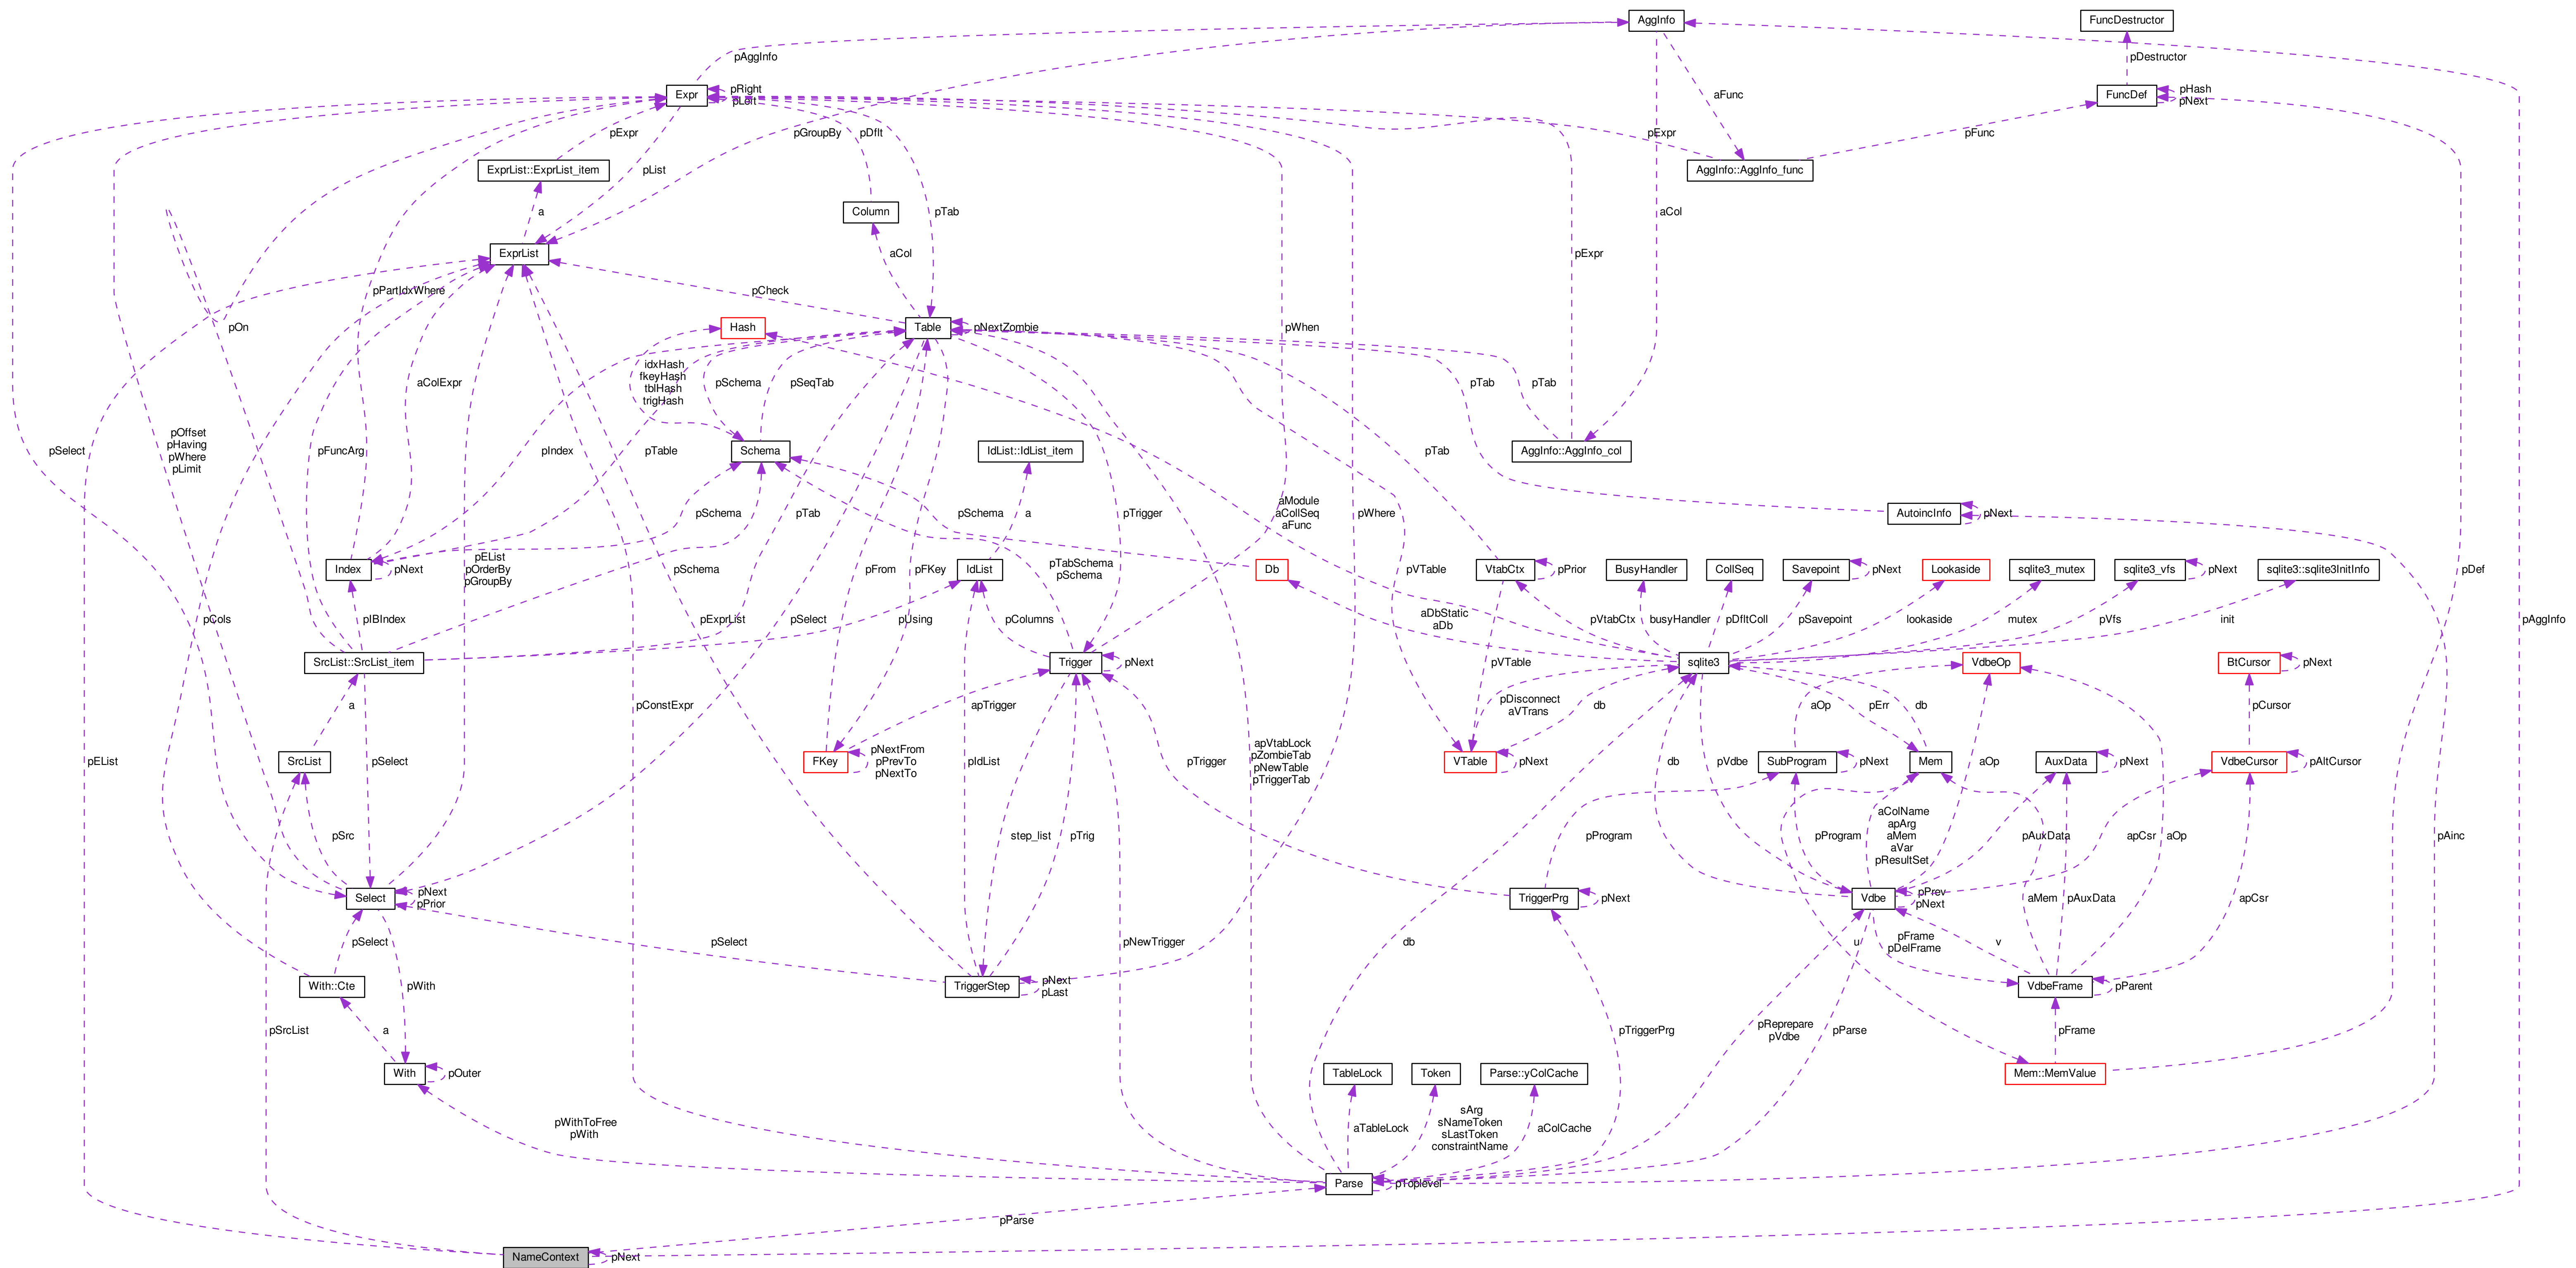 AggInfo
FuncDestructor
pAggInfo
pDestructor
Expr
pRight
pLeft
aFunc
FuncDef
pHash
pNext
pExpr
pDflt
pGroupBy
pExpr
pFunc
ExprList::ExprList_item
pList
AggInfo::AggInfo_func
a
Column
pTab
aCol
ExprList
aCol
pExpr
pPartIdxWhere
pCheck
pOn
Hash
Table
pNextZombie
pWhen
idxHash
fkeyHash
tblHash
trigHash
aColExpr
pSchema
pSeqTab
pTab
pTab
pOffset
pHaving
pWhere
pLimit
pSelect
pFuncArg
pIndex
pTable
Schema
IdList::IdList_item
pTab
AggInfo::AggInfo_col
aModule
aCollSeq
aFunc
pSchema
pTab
a
pSchema
pTrigger
pWhere
AutoincInfo
pNext
Index
pNext
pEList
pOrderBy
pGroupBy
pSchema
pFrom
pFKey
IdList
pTabSchema
pSchema
Db
pVTable
VtabCtx
pPrior
BusyHandler
CollSeq
Savepoint
pNext
Lookaside
sqlite3_mutex
sqlite3_vfs
pNext
sqlite3::sqlite3InitInfo
pDef
pCols
pIBIndex
pExprList
pSelect
pUsing
pColumns
aDbStatic
aDb
pVtabCtx
busyHandler
pDfltColl
pSavepoint
lookaside
mutex
pVfs
init
pAggInfo
SrcList::SrcList_item
Trigger
pNext
pVTable
sqlite3
VdbeOp
BtCursor
pNext
a
pConstExpr
apTrigger
pDisconnect
aVTrans
db
aOp
pErr
db
pCursor
pEList
SrcList
pSelect
FKey
pNextFrom
pPrevTo
pNextTo
pIdList
pTrigger
apVtabLock
pZombieTab
pNewTable
pTriggerTab
VTable
pNext
db
pVdbe
SubProgram
pNext
Mem
aOp
AuxData
pNext
VdbeCursor
pAltCursor
pSrc
step_list
pTrig
pProgram
pProgram
aColName
apArg
aMem
aVar
pResultSet
pAuxData
apCsr
aOp
pAinc
Select
pNext
pPrior
TriggerPrg
pNext
Vdbe
pPrev
pNext
aMem
pAuxData
apCsr
pSelect
pSelect
pNewTrigger
db
u
pFrame
pDelFrame
v
With::Cte
pWith
TriggerStep
pNext
pLast
VdbeFrame
pParent
pSrcList
a
pTriggerPrg
pReprepare
pVdbe
pParse
pFrame
With
pOuter
TableLock
Token
Parse::yColCache
Mem::MemValue
pWithToFree
pWith
aTableLock
sArg
sNameToken
sLastToken
constraintName
aColCache
Parse
pToplevel
pParse
NameContext
pNext